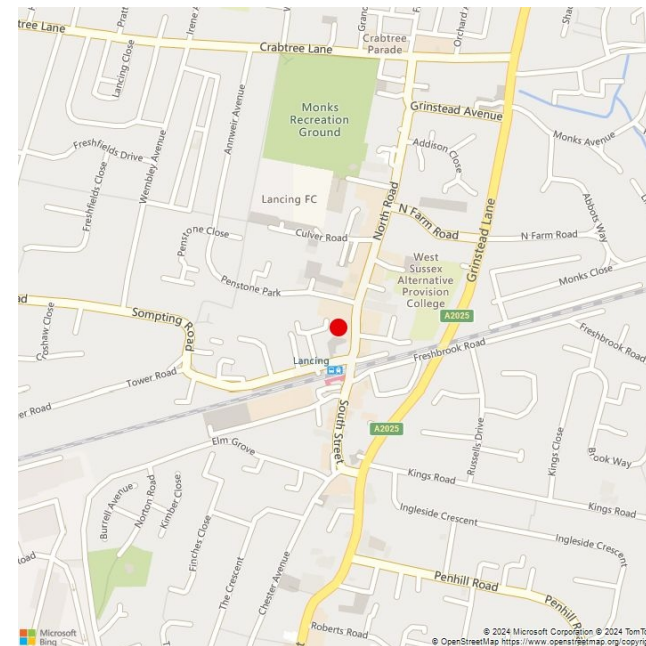 tree Lane
Crabtree Lane
Crabtree
Parade
Lancing Close
Annweir Avenue
Monks
Recreation
Ground
Grinstead Avenue
Addison Close
Monks Avenue
Freshfields Drive
Wembley Avenue
Freshfields Close
Lancing FC
North Road
N Farm Road
N Farm Road
Abbots Way
Grinstead Lane
Penstone Close
Culver Road
West
Sussex
Alternative
Provision
College
Monks Close
Penstone Park
Sompting Road
A2025
Coshaw Close
Freshbrook Road
Freshbrook Road
Lancing
Tower Road
er Road
South Street
A2025
Elm Grove
Russells Drive
Kings Close
Brook Way
Kings Road
Kings Road
Burrell Avenue
Norton Road
Kimber Close
Finches Close
Ingleside Crescent
Ingleside Crescent
The Crescent
Chester Avenue
Penhill Road
Penhill
Roberts Road
Microsoft
Bing
© 2024 Microsoft Corporation © 2024 TomTo
© OpenStreetMap https://www.openstreetmap.org/copyrig